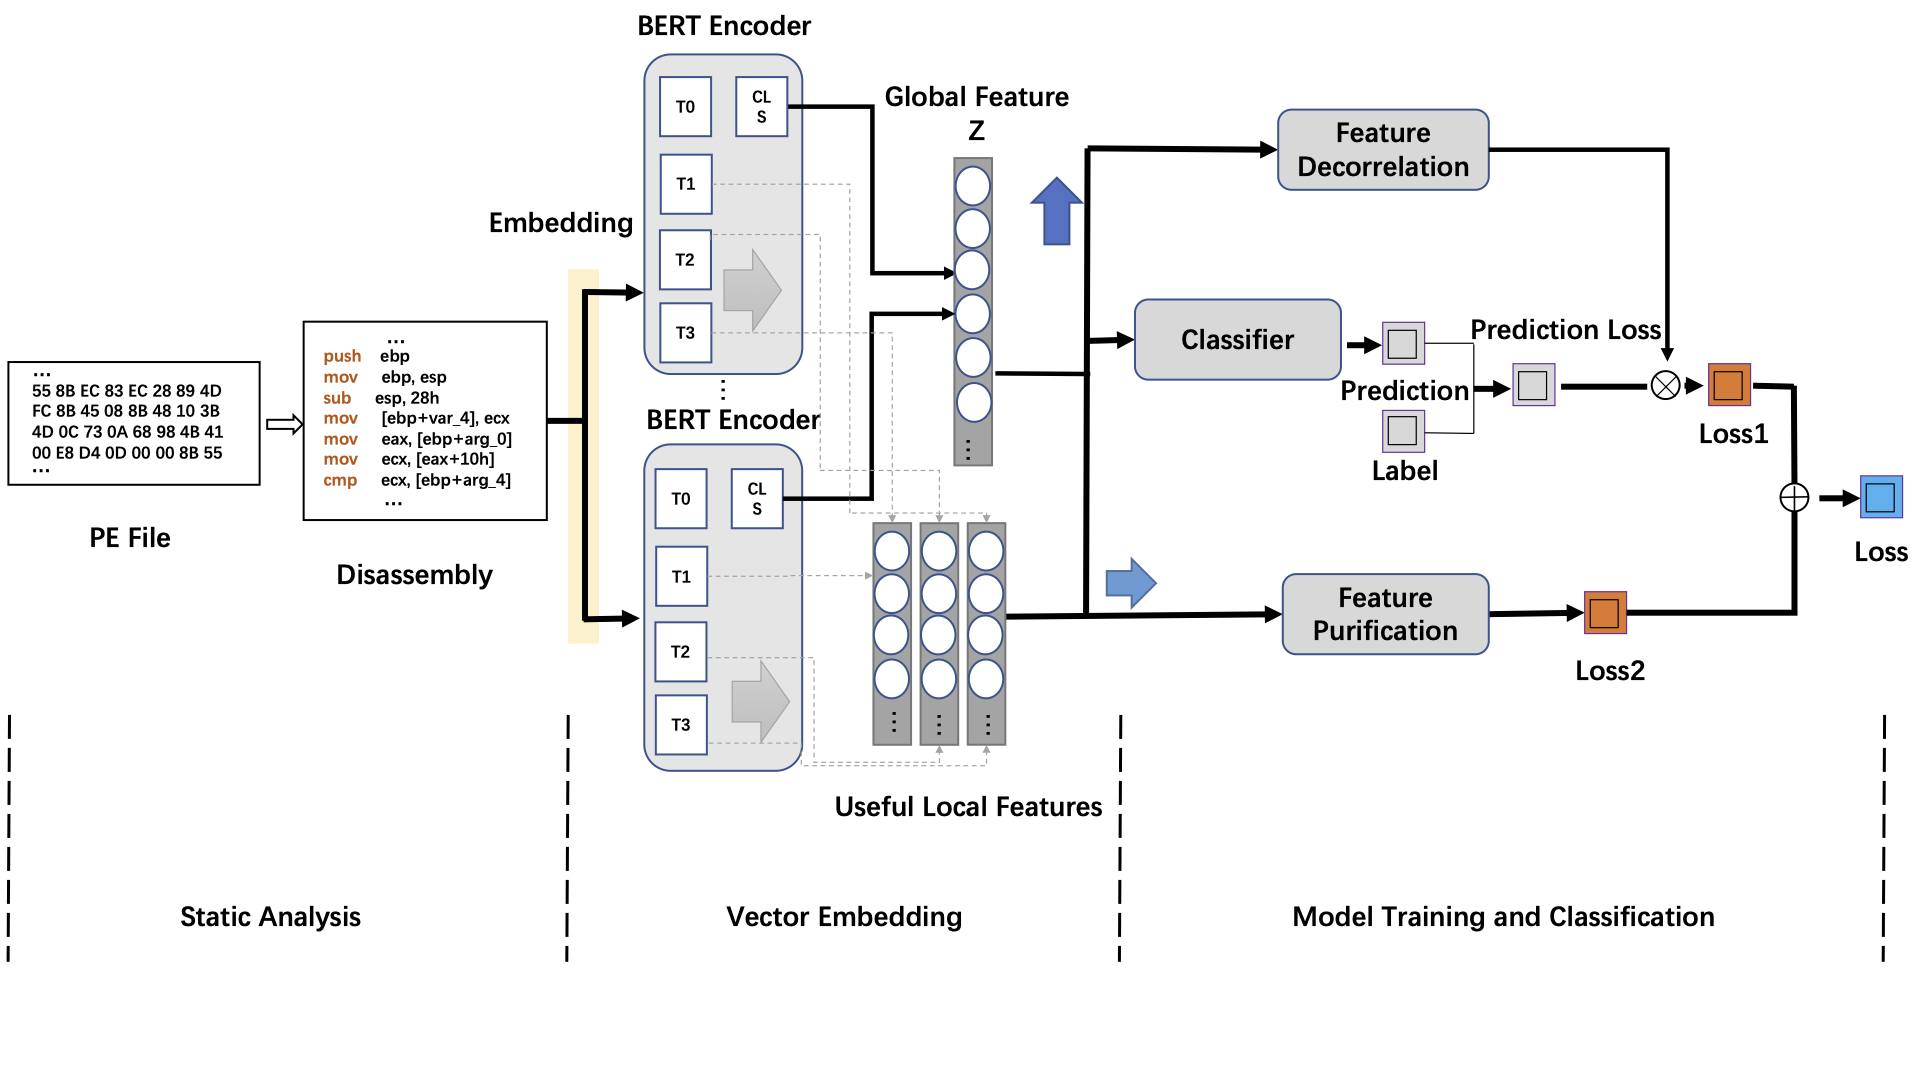 BERT Encoder
T0
CL
S
T1
T2
T3
Embedding
Global Feature
Z
...
Feature
Decorrelation
Classifier
Prediction Loss
Prediction
Label
Loss1
Loss
...
55 8B EC 83 EC 28 89 4D
FC 8B 45 08 8B 48 10 3B
4D 0C 73 0A 68 98 4B 41
00 E8 D4 0D 00 00 8B 55
...
PE File
...
push ebp
mov ebp, esp
sub esp, 28h
mov [ebp+var_4], ecx
mov eax, [ebp+arg_0]
mov ecx, [eax+10h]
cmp ecx, [ebp+arg_4]
...
Disassembly
...
BERT Encoder
T0
CL
S
T1
T2
T3
...
...
...
Useful Local Features
Feature
Purification
Loss2
Static Analysis
Vector Embedding
Model Training and Classification